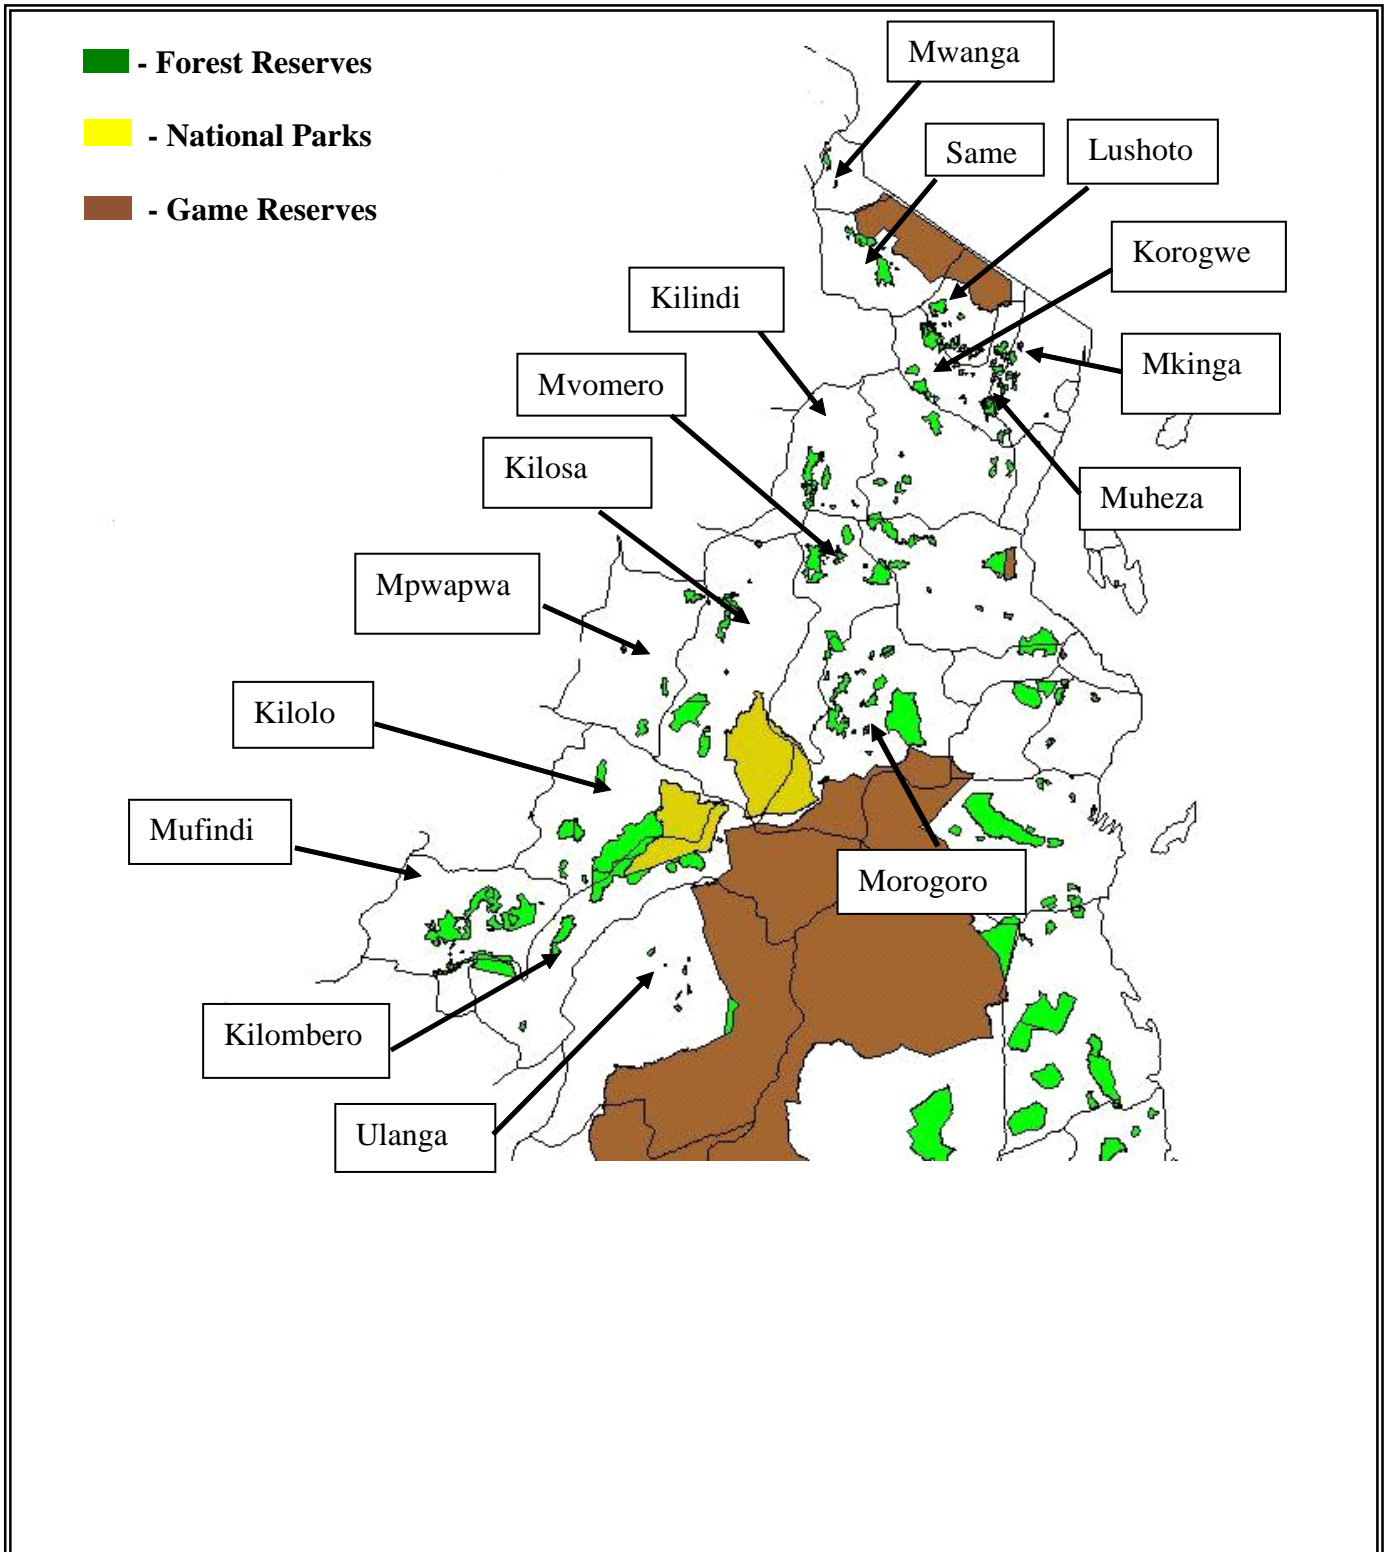 - Forest Reserves
- National Parks
- Game Reserves
Mwanga
Same
Lushoto
Korogwe
Kilindi
Mkinga
Mvomero
Kilosa
Muheza
Mpwapwa
Kilolo
Mufindi
Morogoro
Kilombero
Ulanga